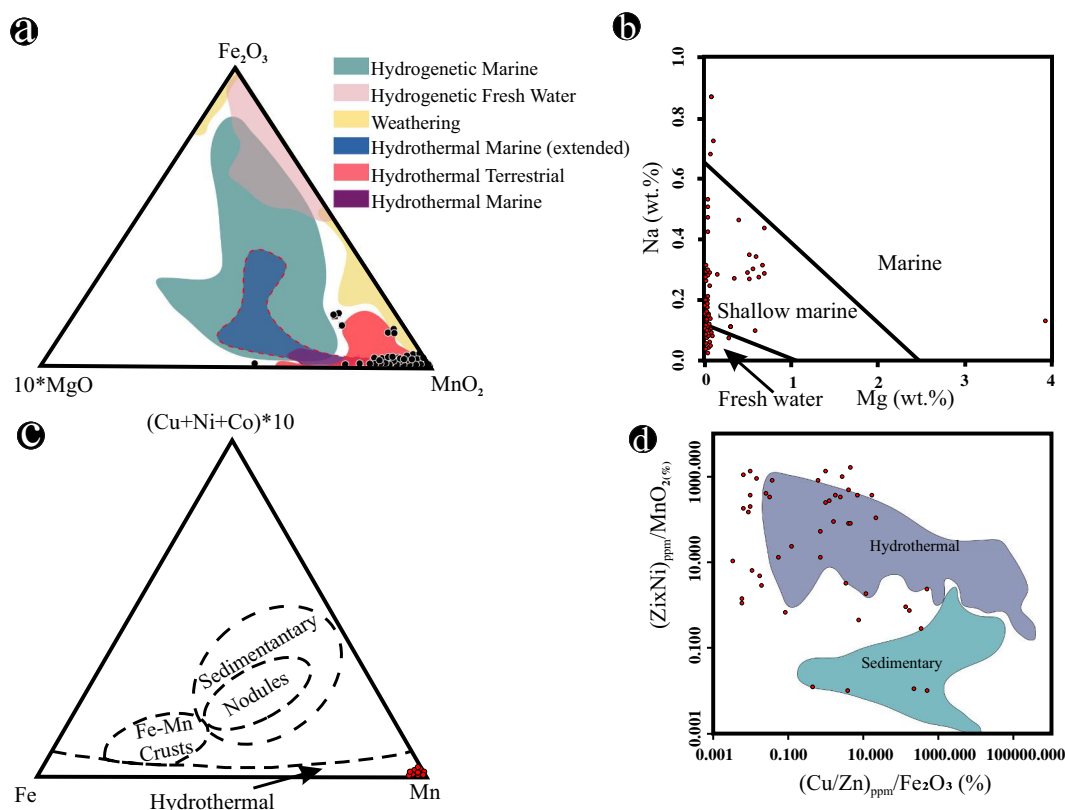 a
Fe₂O₃
Hydrogenetic Marine
Hydrogenetic Fresh Water
Weathering
Hydrothermal Marine (extended)
Hydrothermal Terrestrial
Hydrothermal Marine
10*MgO
MnO₂
b
Na (wt.%)
1.0
0.8
0.6
0.4
0.2
0.0
Marine
Shallow marine
Fresh water
0
1
2
3
4
Mg (wt.%)
c
(Cu+Ni+Co)*10
Sedimentantary
Nodules
Fe-Mn
Crusts
Fe
Mn
Hydrothermal
d
(ZixNi)ppm/MnO₂(%)
1000.000
10.000
0.100
0.001
Hydrothermal
Sedimentary
0.001
0.100
10.000
1000.000
100000.000
(Cu/Zn)ppm/Fe₂O₃ (%)